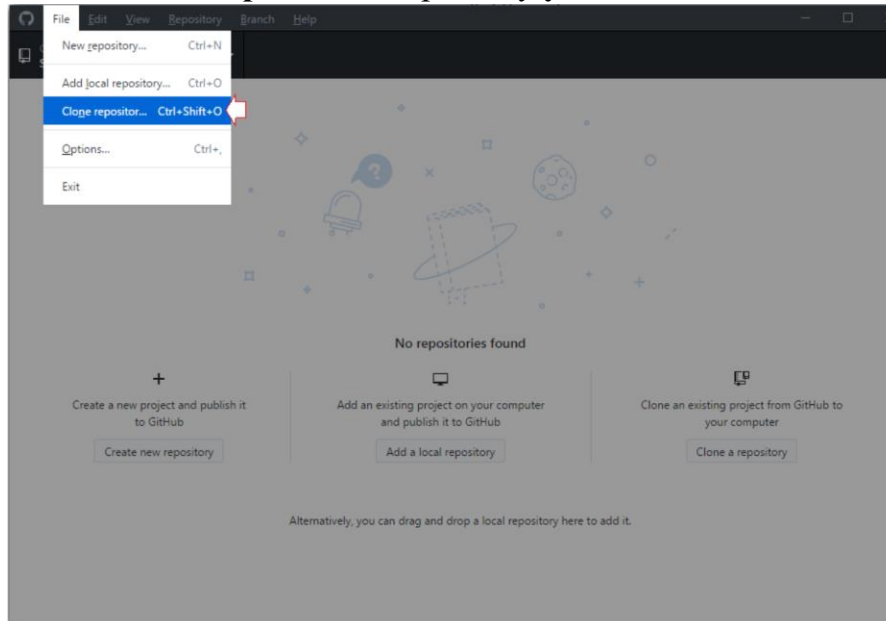 File Edit View Repository Branch Help
New repository... Ctrl+N
Add local repository... Ctrl+O
Clone repositor... Ctrl+Shift+O
Options... Ctrl+,
Exit
?
No repositories found
Create a new project and publish it
to GitHub
Create new repository
Add an existing project on your computer
and publish it to GitHub
Add a local repository
Clone an existing project from GitHub to
your computer
Clone a repository
Alternatively, you can drag and drop a local repository here to add it.